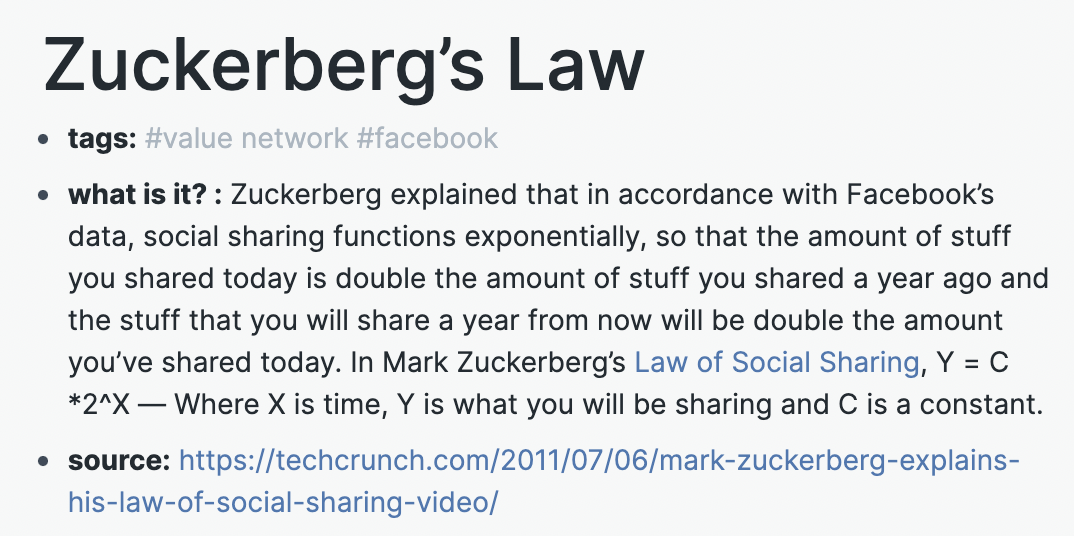 Zuckerberg’s Law
• tags: #value network #facebook
• what is it? : Zuckerberg explained that in accordance with Facebook’s
data, social sharing functions exponentially, so that the amount of stuff
you shared today is double the amount of stuff you shared a year ago and
the stuff that you will share a year from now will be double the amount
you’ve shared today. In Mark Zuckerberg’s Law of Social Sharing, Y = C
*2^X — Where X is time, Y is what you will be sharing and C is a constant.
• source: https://techcrunch.com/2011/07/06/mark-zuckerberg-explains-
his-law-of-social-sharing-video/